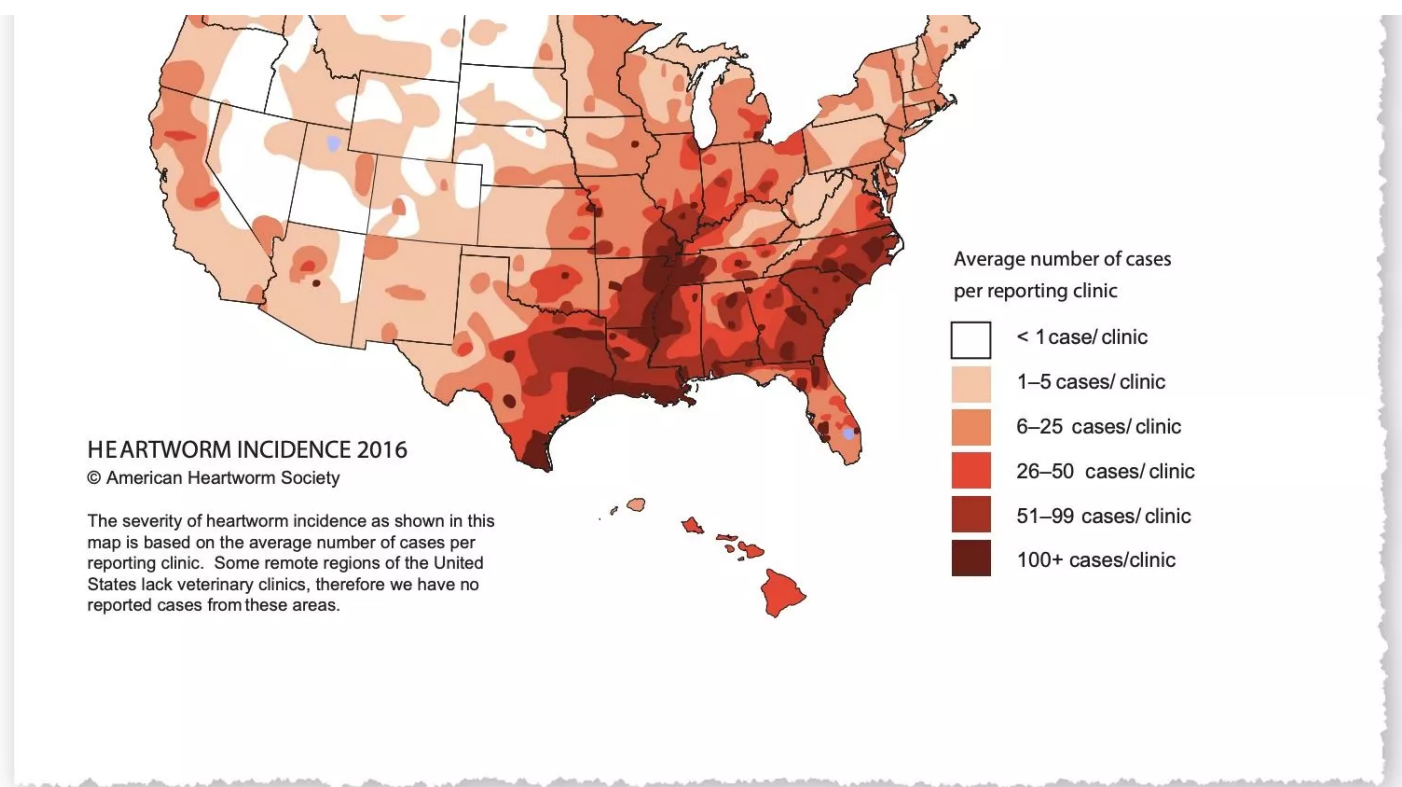 Average number of cases
per reporting clinic
< 1 case/ clinic
1–5 cases/ clinic
6–25 cases/ clinic
26–50 cases/ clinic
51–99 cases/ clinic
100+ cases/clinic
HEARTWORM INCIDENCE 2016
© American Heartworm Society
The severity of heartworm incidence as shown in this
map is based on the average number of cases per
reporting clinic. Some remote regions of the United
States lack veterinary clinics, therefore we have no
reported cases from these areas.